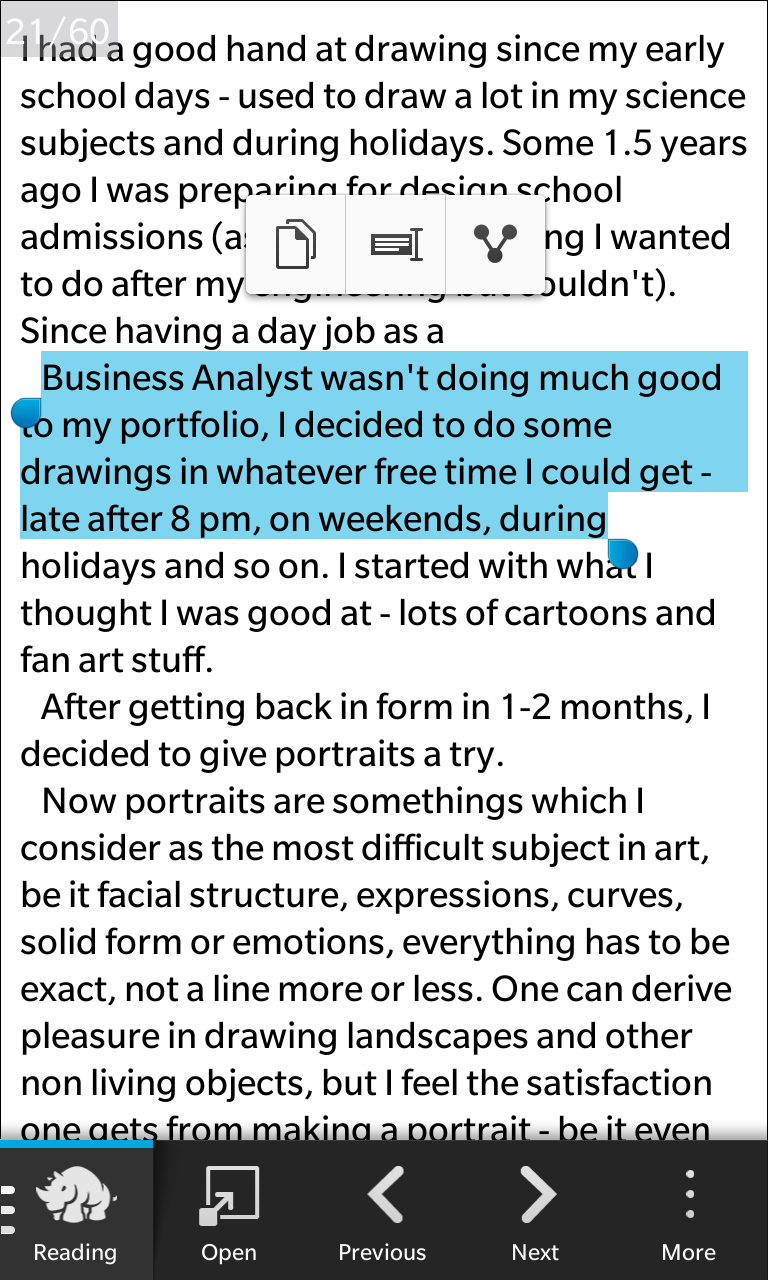 21/60
I had a good hand at drawing since my early
school days - used to draw a lot in my science
subjects and during holidays. Some 1.5 years
ago I was preparing for design school
admissions ( I wanted
to do after my engineering but couldn't).
Since having a day job as a
Business Analyst wasn't doing much good
to my portfolio, I decided to do some
drawings in whatever free time I could get -
late after 8 pm, on weekends, during
holidays and so on. I started with what I
thought I was good at - lots of cartoons and
fan art stuff.
After getting back in form in 1-2 months, I
decided to give portraits a try.
Now portraits are somethings which I
consider as the most difficult subject in art,
be it facial structure, expressions, curves,
solid form or emotions, everything has to be
exact, not a line more or less. One can derive
pleasure in drawing landscapes and other
non living objects, but I feel the satisfaction
one gets from making a portrait - be it even
Reading
Open
Previous
Next
More